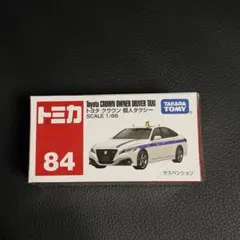 トミカ
84
Toyota CROWN OWNER DRIVER TAXI
トヨタ クラウン 個人タクシー
SCALE 1/66
TAKARA TOMY
サスペンション